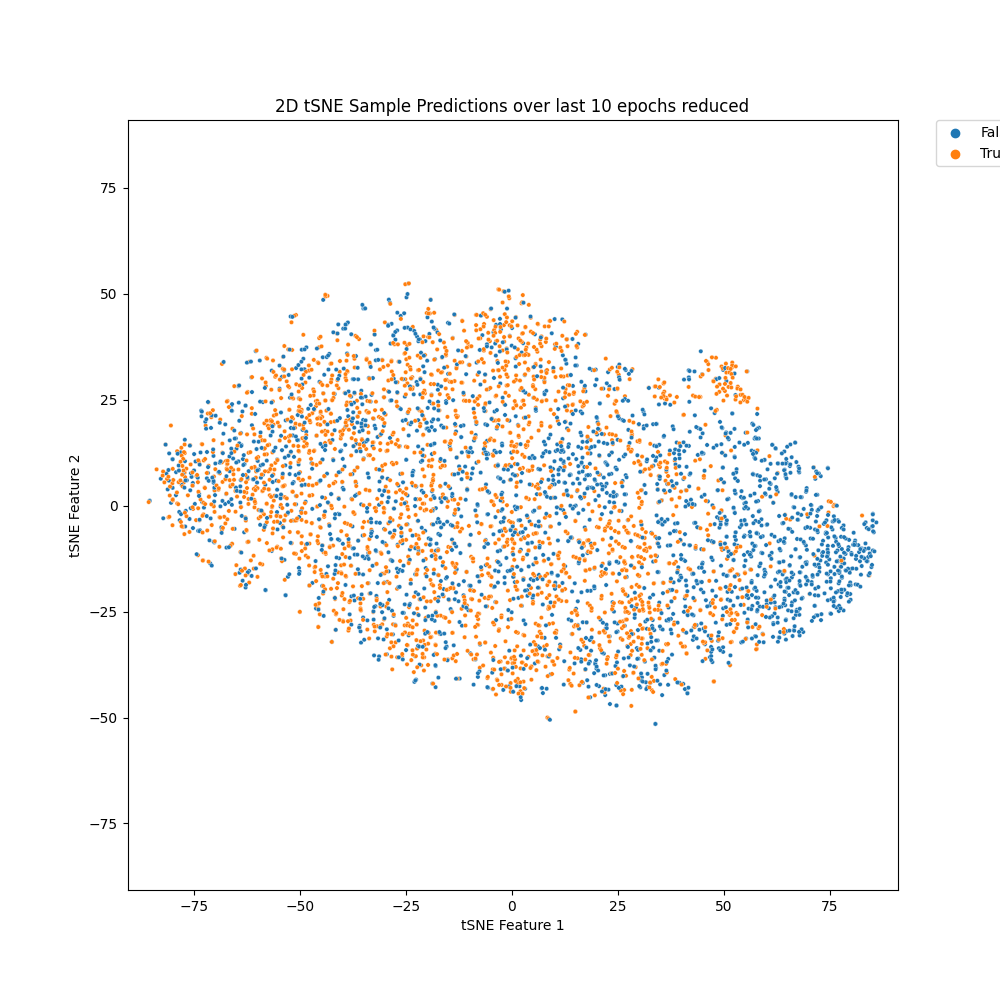 2D tSNE Sample Predictions over last 10 epochs reduced
Fal
Tru
75
50
25
0
−25
−50
−75
tSNE Feature 2
−75 −50 −25 0 25 50 75
tSNE Feature 1